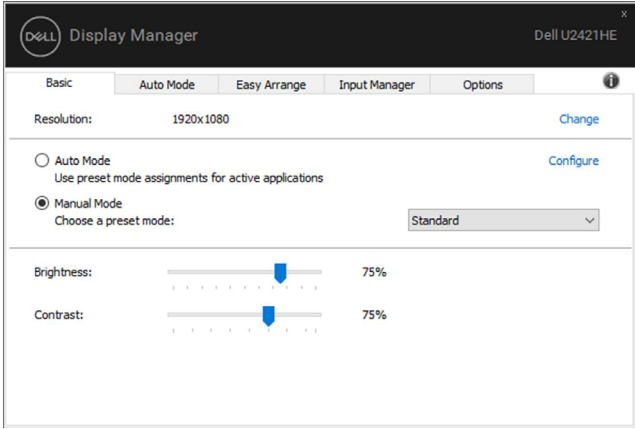 DELL Display Manager
Dell U2421HE
x
Basic
Auto Mode
Easy Arrange
Input Manager
Options
i
Resolution: 1920x1080 Change
Auto Mode Configure
Use preset mode assignments for active applications
Manual Mode
Choose a preset mode: Standard
Brightness: 75%
Contrast: 75%